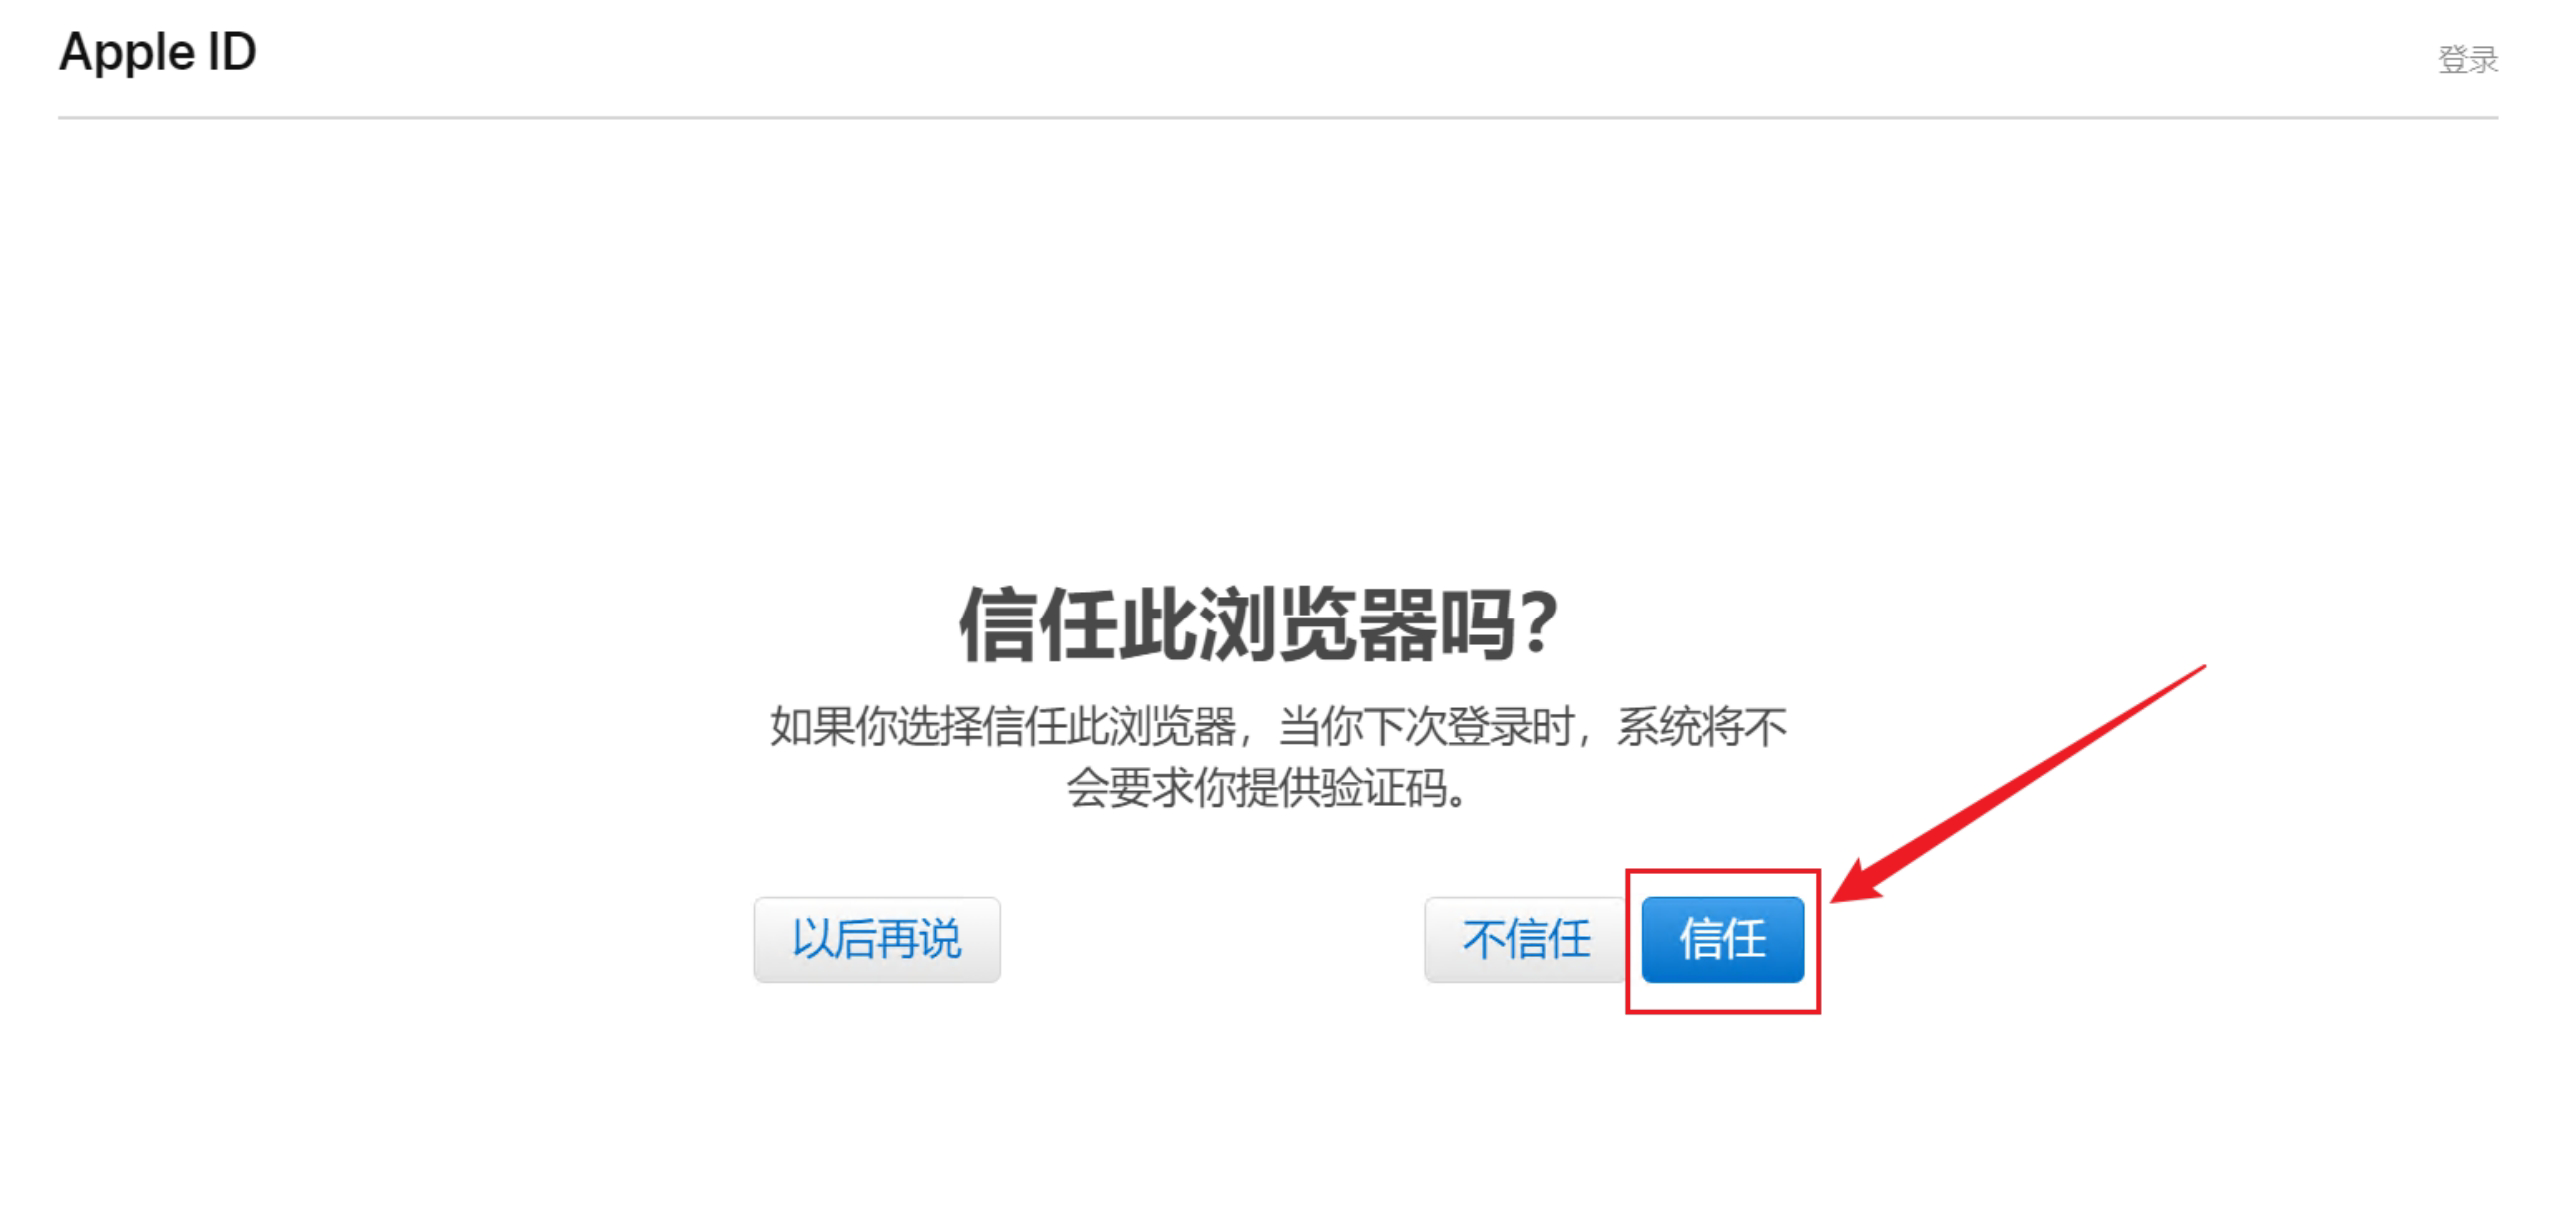 Apple ID
登录
信任此浏览器吗？
如果你选择信任此浏览器，当你下次登录时，系统将不
会要求你提供验证码。
以后再说
不信任
信任